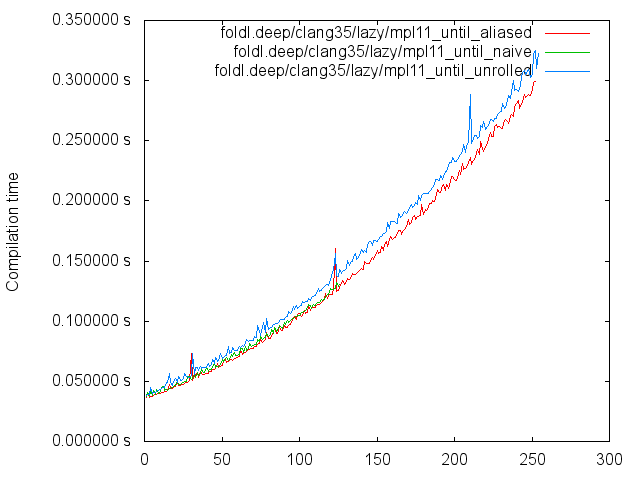 foldl.deep/clang35/lazy/mpl11_until_aliased
foldl.deep/clang35/lazy/mpl11_until_naive
foldl.deep/clang35/lazy/mpl11_until_unrolled
0.350000 s
0.300000 s
0.250000 s
0.200000 s
0.150000 s
0.100000 s
0.050000 s
0.000000 s
Compilation time
0 50 100 150 200 250 300